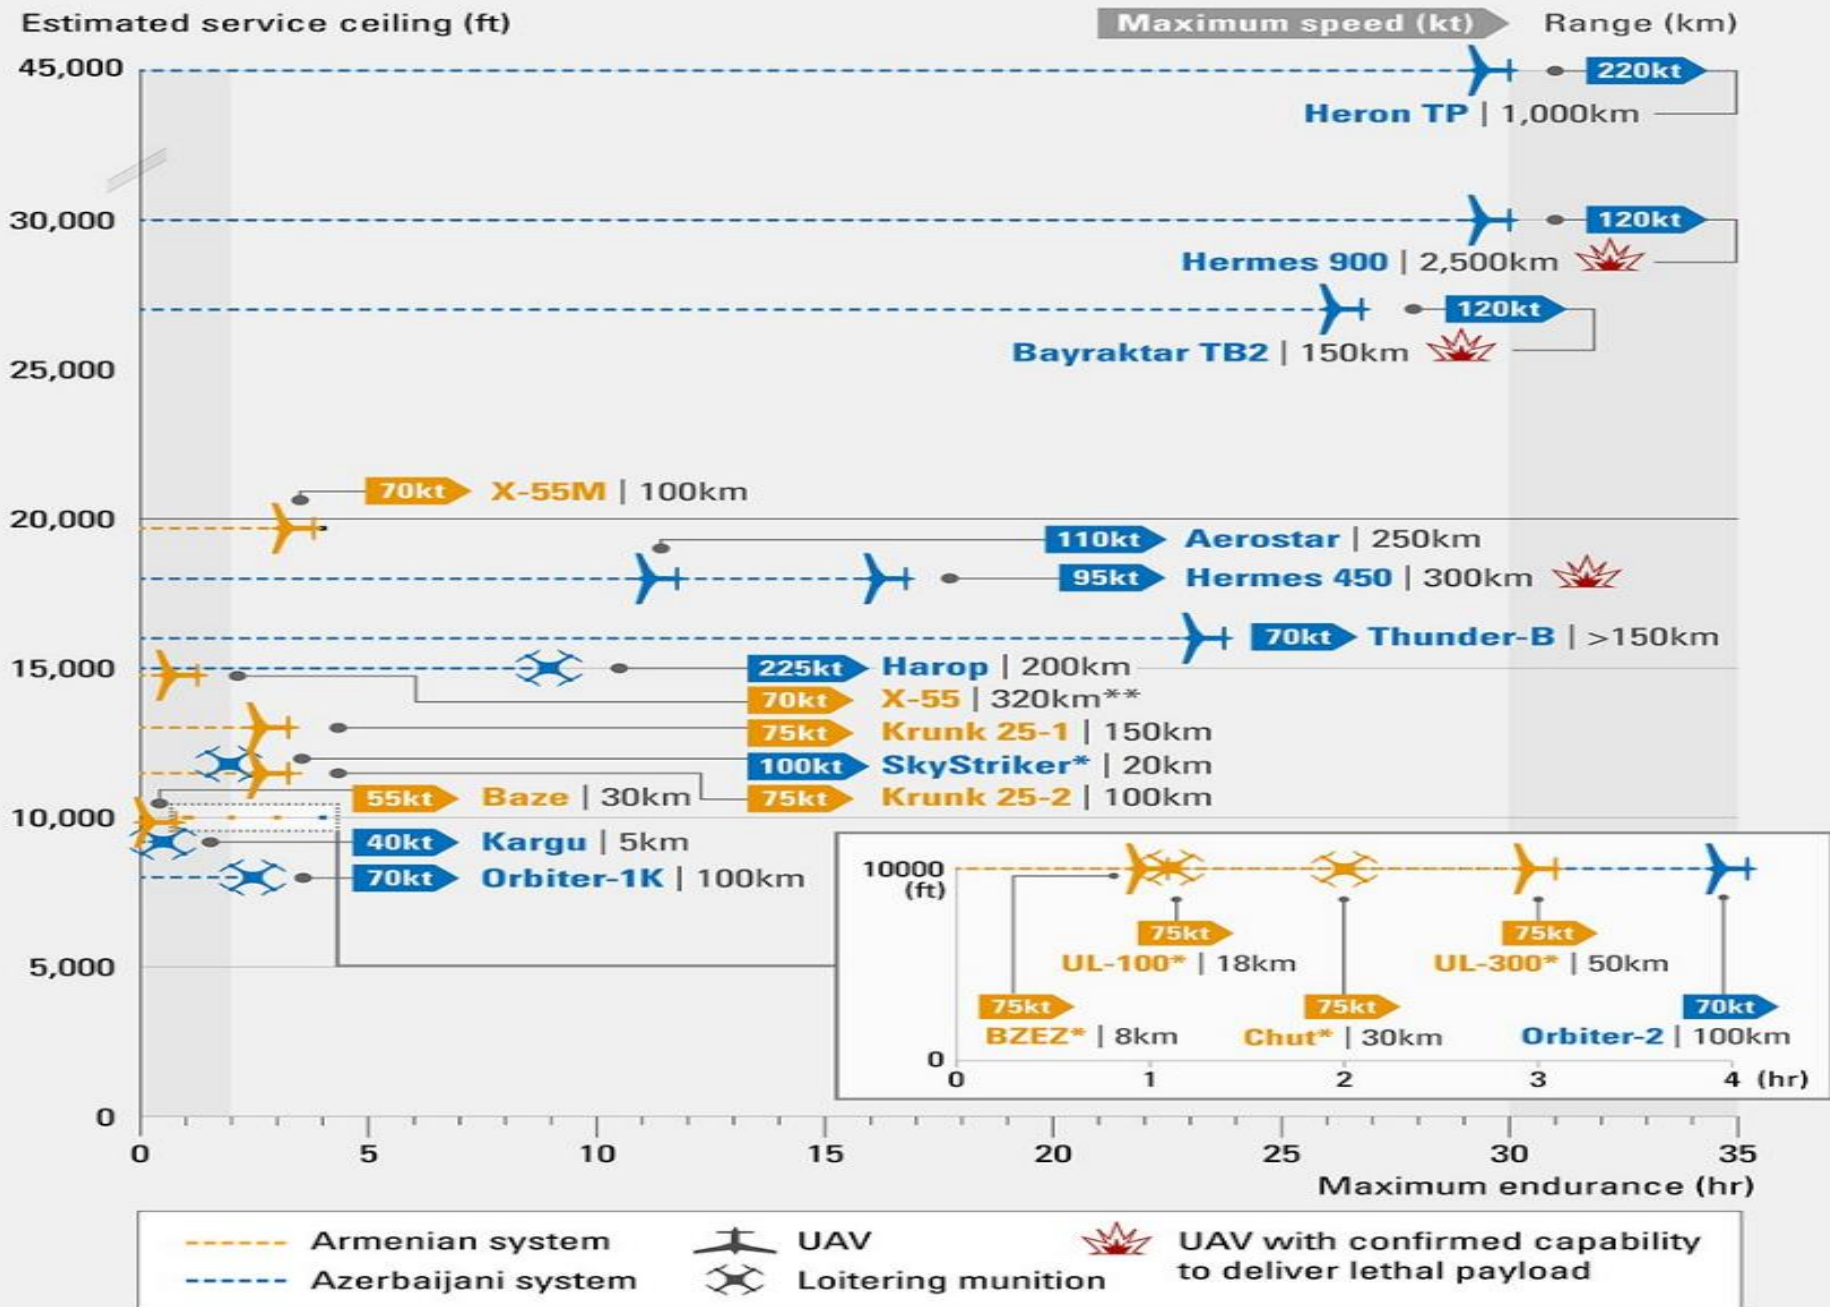 Estimated service ceiling (ft)
Maximum speed (kt) Range (km)
45,000
220kt
Heron TP | 1,000km
30,000
120kt
Hermes 900 | 2,500km
120kt
Bayraktar TB2 | 150km
25,000
70kt X-55M | 100km
20,000
110kt Aerostar | 250km
95kt Hermes 450 | 300km
70kt Thunder-B | >150km
15,000
225kt Harop | 200km
70kt X-55 | 320km**
75kt Krunk 25-1 | 150km
100kt SkyStriker* | 20km
55kt Baze | 30km
75kt Krunk 25-2 | 100km
10,000
40kt Kargu | 5km
70kt Orbiter-1K | 100km
10000
(ft)
75kt
UL-100* | 18km
75kt
UL-300* | 50km
75kt
BZEZ* | 8km
75kt
Chut* | 30km
70kt
Orbiter-2 | 100km
0
0 1 2 3 4 (hr)
5,000
0
0 5 10 15 20 25 30 35
Maximum endurance (hr)
Armenian system
Azerbaijani system
UAV
Loitering munition
UAV with confirmed capability
to deliver lethal payload